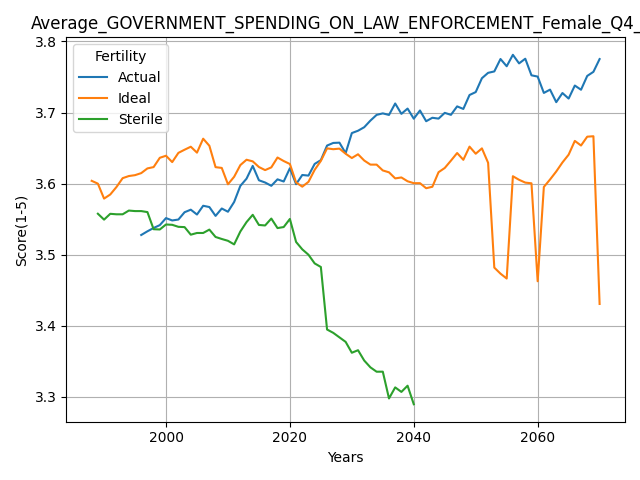 Average_GOVERNMENT_SPENDING_ON_LAW_ENFORCEMENT_Female_Q4_
Fertility
Actual
Ideal
Sterile
Score(1-5)
3.8
3.7
3.6
3.5
3.4
3.3
2000 2020 2040 2060
Years